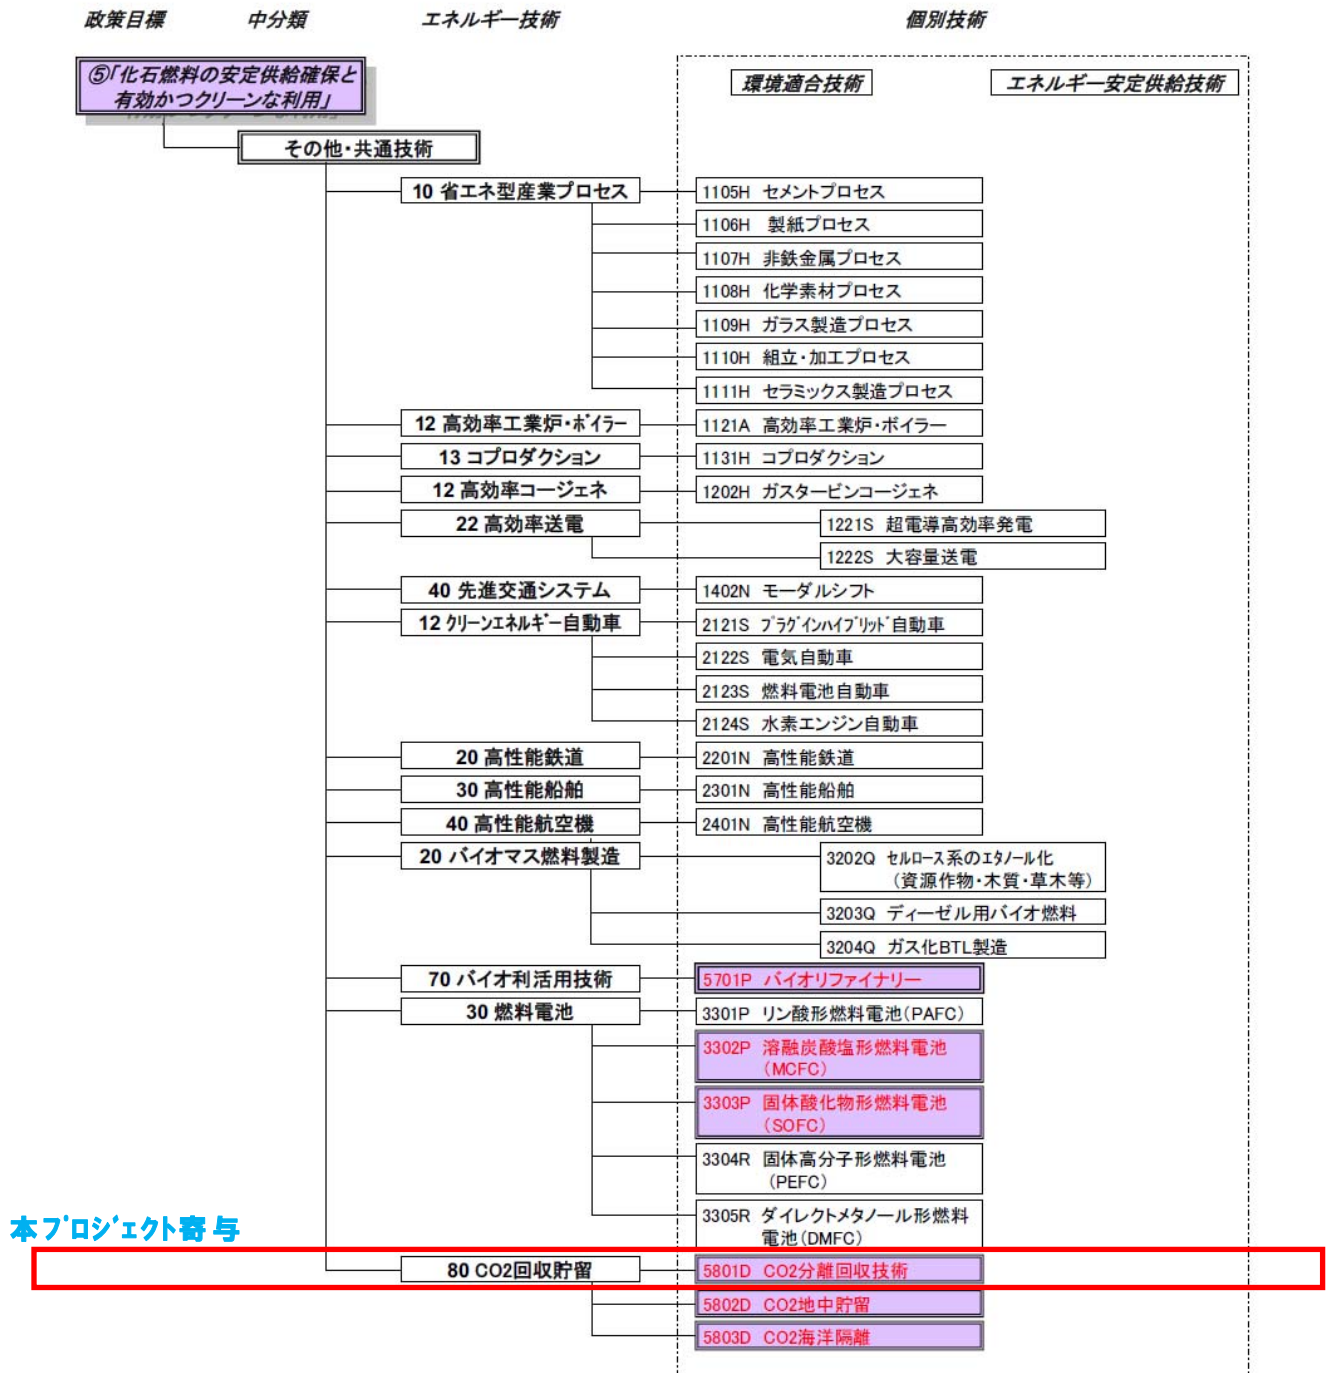 政策目標 中分類 エネルギー技術 個別技術
⑤「化石燃料の安定供給確保と
有効かつクリーンな利用」
環境適合技術 エネルギー安定供給技術
その他・共通技術
10 省エネ型産業プロセス 1105H セメントプロセス
1106H 製紙プロセス
1107H 非鉄金属プロセス
1108H 化学素材プロセス
1109H ガラス製造プロセス
1110H 組立・加工プロセス
1111H セラミックス製造プロセス
12 高効率工業炉・ボイラー 1121A 高効率工業炉・ボイラー
13 コプロダクション 1131H コプロダクション
12 高効率コージェネ 1202H ガスタービンコージェネ
22 高効率送電 1221S 超電導高効率発電
1222S 大容量送電
40 先進交通システム 1402N モーダルシフト
12 クリーンエネルギー自動車 2121S プラグインハイブリッド自動車
2122S 電気自動車
2123S 燃料電池自動車
2124S 水素エンジン自動車
20 高性能鉄道 2201N 高性能鉄道
30 高性能船舶 2301N 高性能船舶
40 高性能航空機 2401N 高性能航空機
20 バイオマス燃料製造 3202Q セルロース系のエタノール化
(資源作物・木質・草木等)
3203Q ディーゼル用バイオ燃料
3204Q ガス化BTL製造
70 バイオ利活用技術 5701P バイオリファイナリー
30 燃料電池 3301P リン酸形燃料電池(PAFC)
3302P 溶融炭酸塩形燃料電池
(MCFC)
3303P 固体酸化物形燃料電池
(SOFC)
3304R 固体高分子形燃料電池
(PEFC)
3305R ダイレクトメタノール形燃料
電池(DMFC)
本プロジェクト寄与
80 CO2回収貯留 5801D CO2分離回収技術
5802D CO2地中貯留
5803D CO2海洋隔離